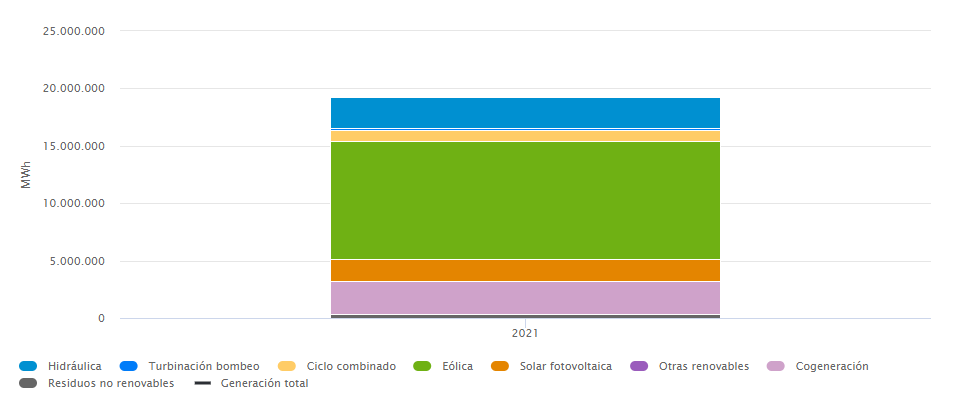 25.000.000
20.000.000
15.000.000
10.000.000
5.000.000
0
MWh
2021
Hidráulica Turbinación bombeo Ciclo combinado Eólica Solar fotovoltaica Otras renovables Cogeneración
Residuos no renovables Generación total